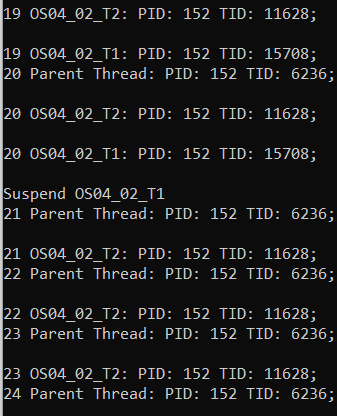 19 OS04_02_T2: PID: 152 TID: 11628;
19 OS04_02_T1: PID: 152 TID: 15708;
20 Parent Thread: PID: 152 TID: 6236;
20 OS04_02_T2: PID: 152 TID: 11628;
20 OS04_02_T1: PID: 152 TID: 15708;
Suspend OS04_02_T1
21 Parent Thread: PID: 152 TID: 6236;
21 OS04_02_T2: PID: 152 TID: 11628;
22 Parent Thread: PID: 152 TID: 6236;
22 OS04_02_T2: PID: 152 TID: 11628;
23 Parent Thread: PID: 152 TID: 6236;
23 OS04_02_T2: PID: 152 TID: 11628;
24 Parent Thread: PID: 152 TID: 6236;